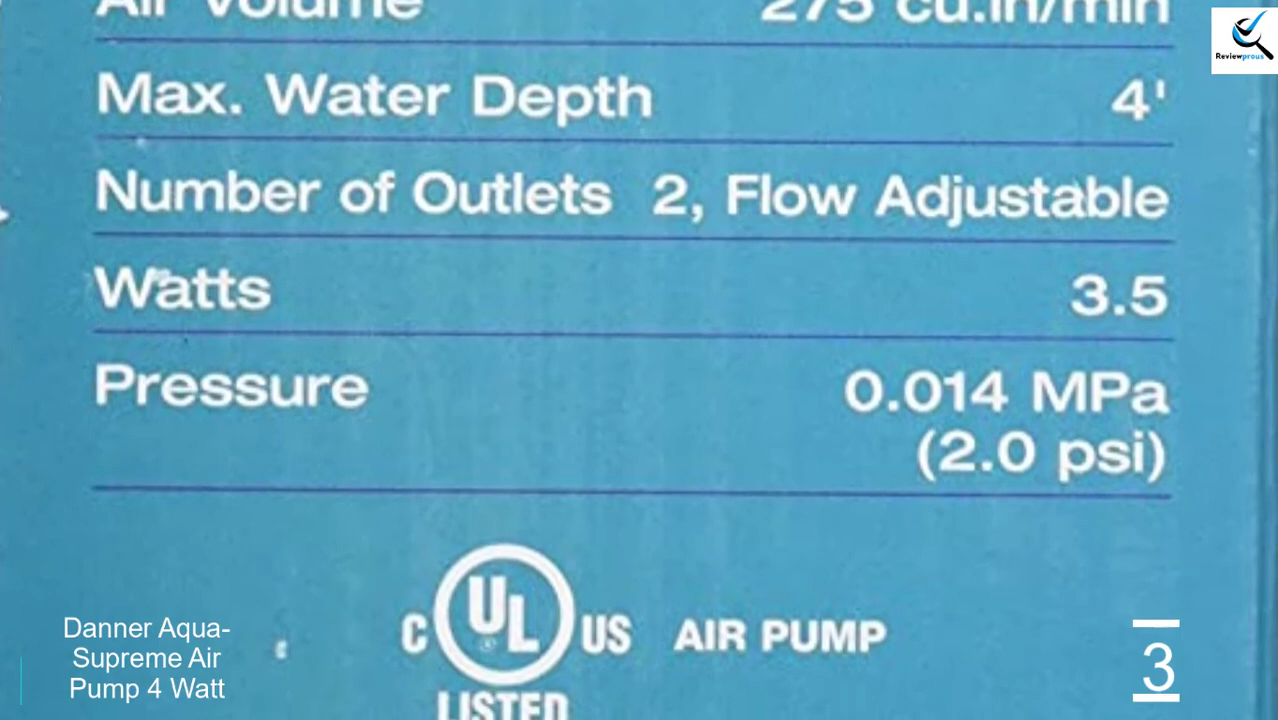 Air Volume 275 cu.in/min
Reviewprous
Max. Water Depth 4'
Number of Outlets 2, Flow Adjustable
Watts 3.5
Pressure 0.014 MPa
(2.0 psi)
C UL US AIR PUMP
LISTED
Danner Aqua-
Supreme Air
Pump 4 Watt
3